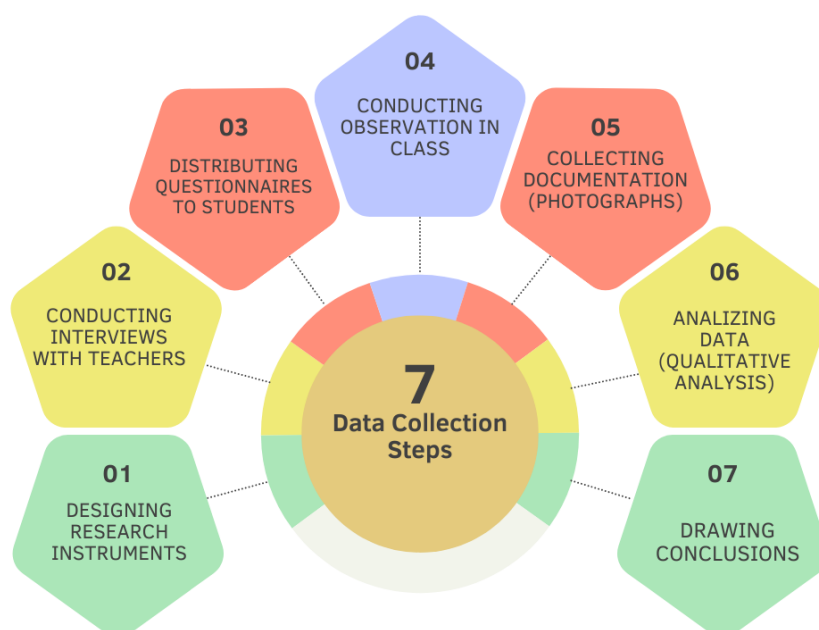 04
CONDUCTING
OBSERVATION IN
CLASS
03
DISTRIBUTING
QUESTIONNAIRES
TO STUDENTS
05
COLLECTING
DOCUMENTATION
(PHOTOGRAPHS)
02
CONDUCTING
INTERVIEWS
WITH TEACHERS
06
ANALIZING
DATA
(QUALITATIVE
ANALYSIS)
7
Data Collection
Steps
01
DESIGNING
RESEARCH
INSTRUMENTS
07
DRAWING
CONCLUSIONS